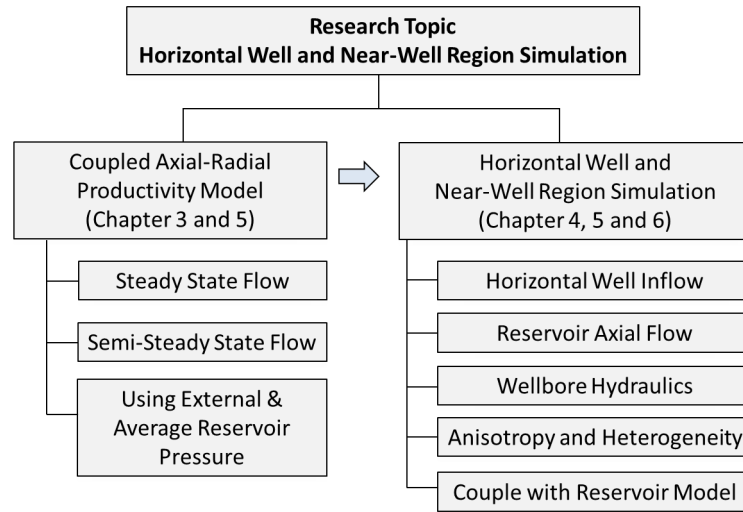 Research Topic
Horizontal Well and Near-Well Region Simulation
Coupled Axial-Radial
Productivity Model
(Chapter 3 and 5)
Steady State Flow
Semi-Steady State Flow
Using External &
Average Reservoir
Pressure
Horizontal Well and
Near-Well Region Simulation
(Chapter 4, 5 and 6)
Horizontal Well Inflow
Reservoir Axial Flow
Wellbore Hydraulics
Anisotropy and Heterogeneity
Couple with Reservoir Model